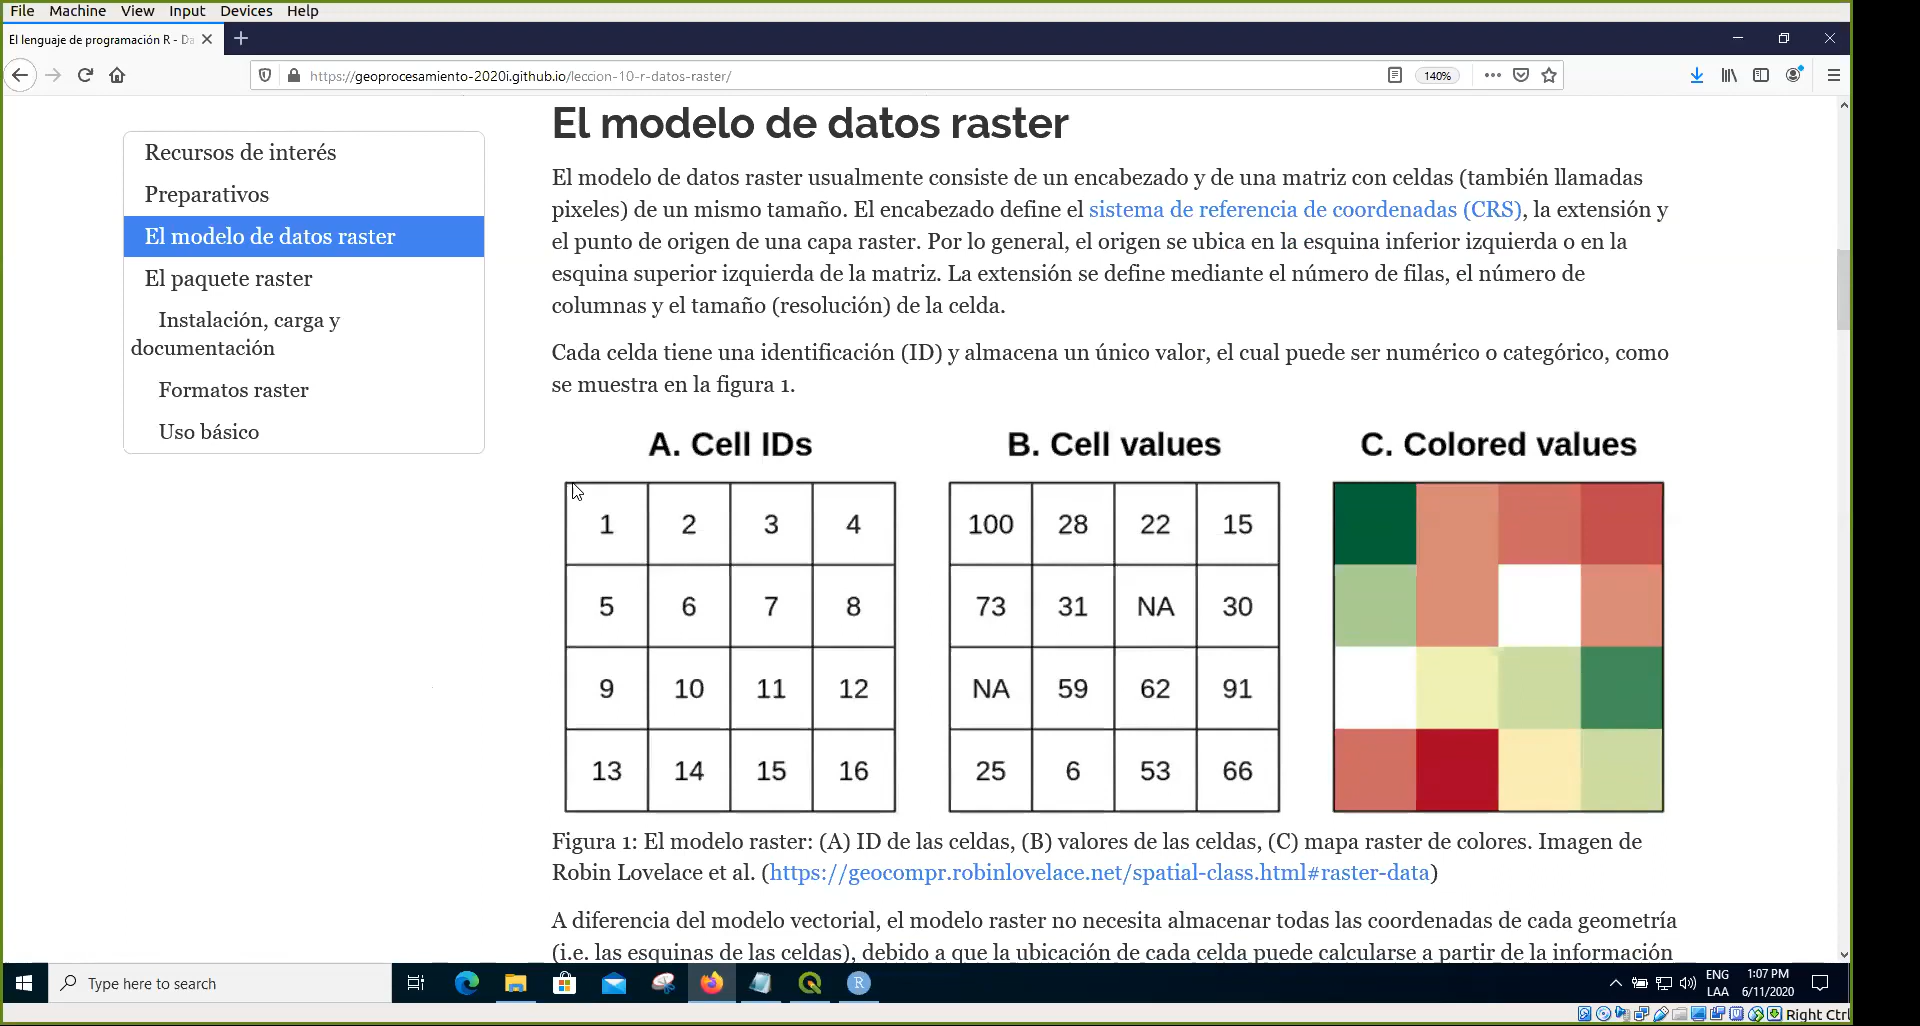 File Machine View Input Devices Help
El lenguaje de programación R - Da
https://geoprocesamiento-2020i.github.io/leccion-10-r-datos-raster/
140%
Recursos de interés
Preparativos
El modelo de datos raster
El paquete raster
Instalación, carga y
documentación
Formatos raster
Uso básico
El modelo de datos raster
El modelo de datos raster usualmente consiste de un encabezado y de una matriz con celdas (también llamadas
pixeles) de un mismo tamaño. El encabezado define el sistema de referencia de coordenadas (CRS), la extensión y
el punto de origen de una capa raster. Por lo general, el origen se ubica en la esquina inferior izquierda o en la
esquina superior izquierda de la matriz. La extensión se define mediante el número de filas, el número de
columnas y el tamaño (resolución) de la celda.
Cada celda tiene una identificación (ID) y almacena un único valor, el cual puede ser numérico o categórico, como
se muestra en la figura 1.
A. Cell IDs
1 2 3 4
5 6 7 8
9 10 11 12
13 14 15 16
B. Cell values
100 28 22 15
73 31 NA 30
NA 59 62 91
25 6 53 66
C. Colored values
Figura 1: El modelo raster: (A) ID de las celdas, (B) valores de las celdas, (C) mapa raster de colores. Imagen de
Robin Lovelace et al. (https://geocompr.robinlovelace.net/spatial-class.html#raster-data)
A diferencia del modelo vectorial, el modelo raster no necesita almacenar todas las coordenadas de cada geometría
(i.e. las esquinas de las celdas), debido a que la ubicación de cada celda puede calcularse a partir de la información
Type here to search
R
ENG
LAA
1:07 PM
6/11/2020
Right Ctrl